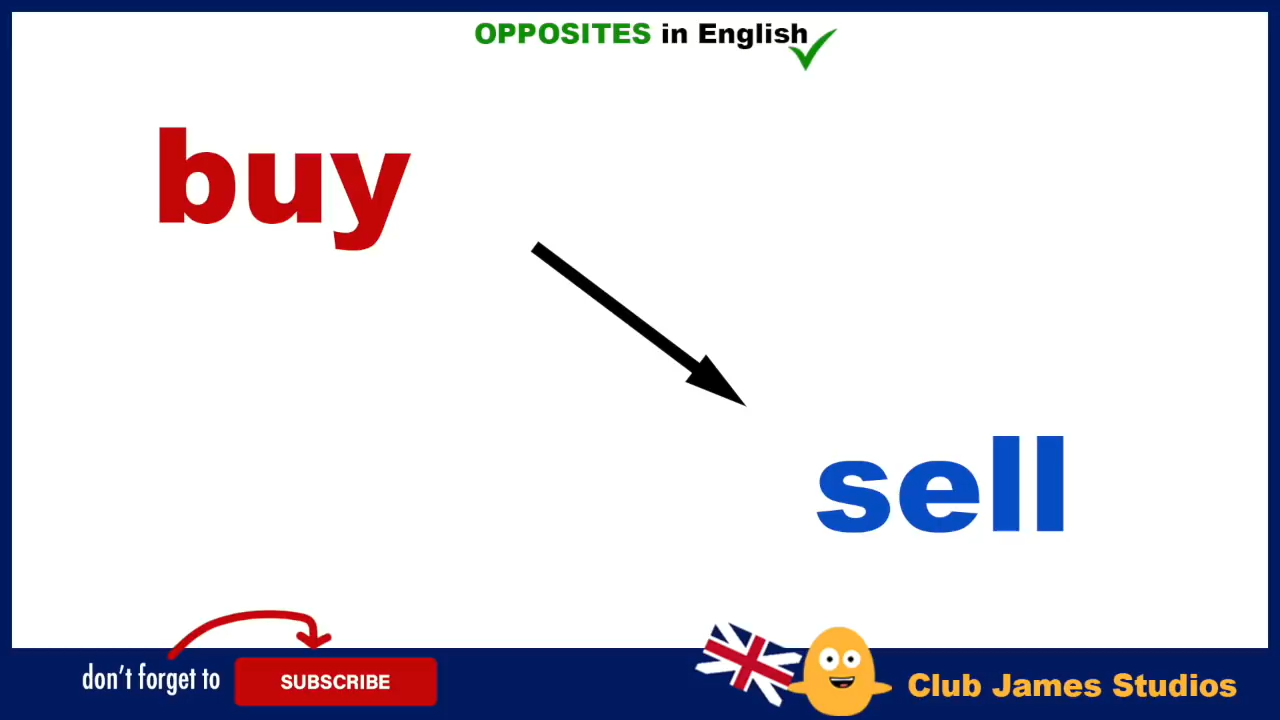 OPPOSITES in English
buy
sell
don't forget to
SUBSCRIBE
Club James Studios